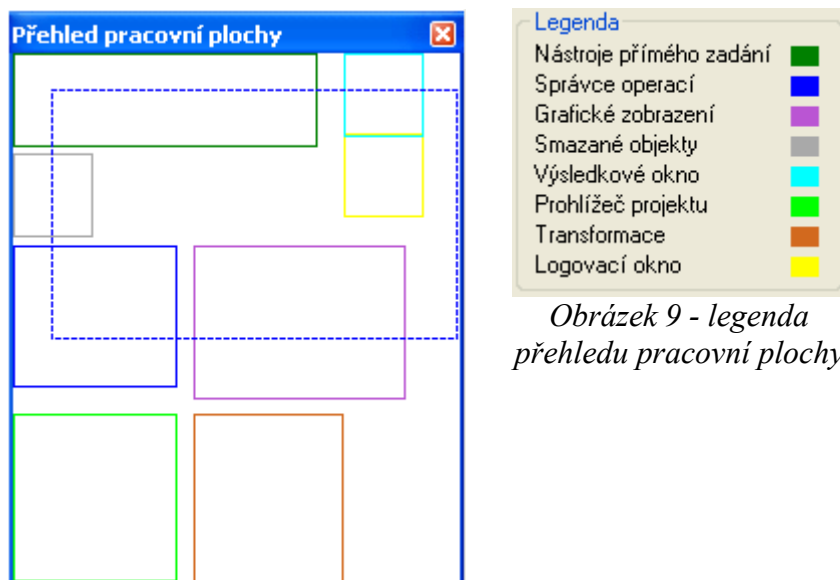 Přehled pracovní plochy
Legenda
Nástroje přímého zadání
Správce operací
Grafické zobrazení
Smazané objekty
Výsledkové okno
Prohlížeč projektu
Transformace
Logovací okno
Obrázek 9 - legenda
přehledu pracovní plochy